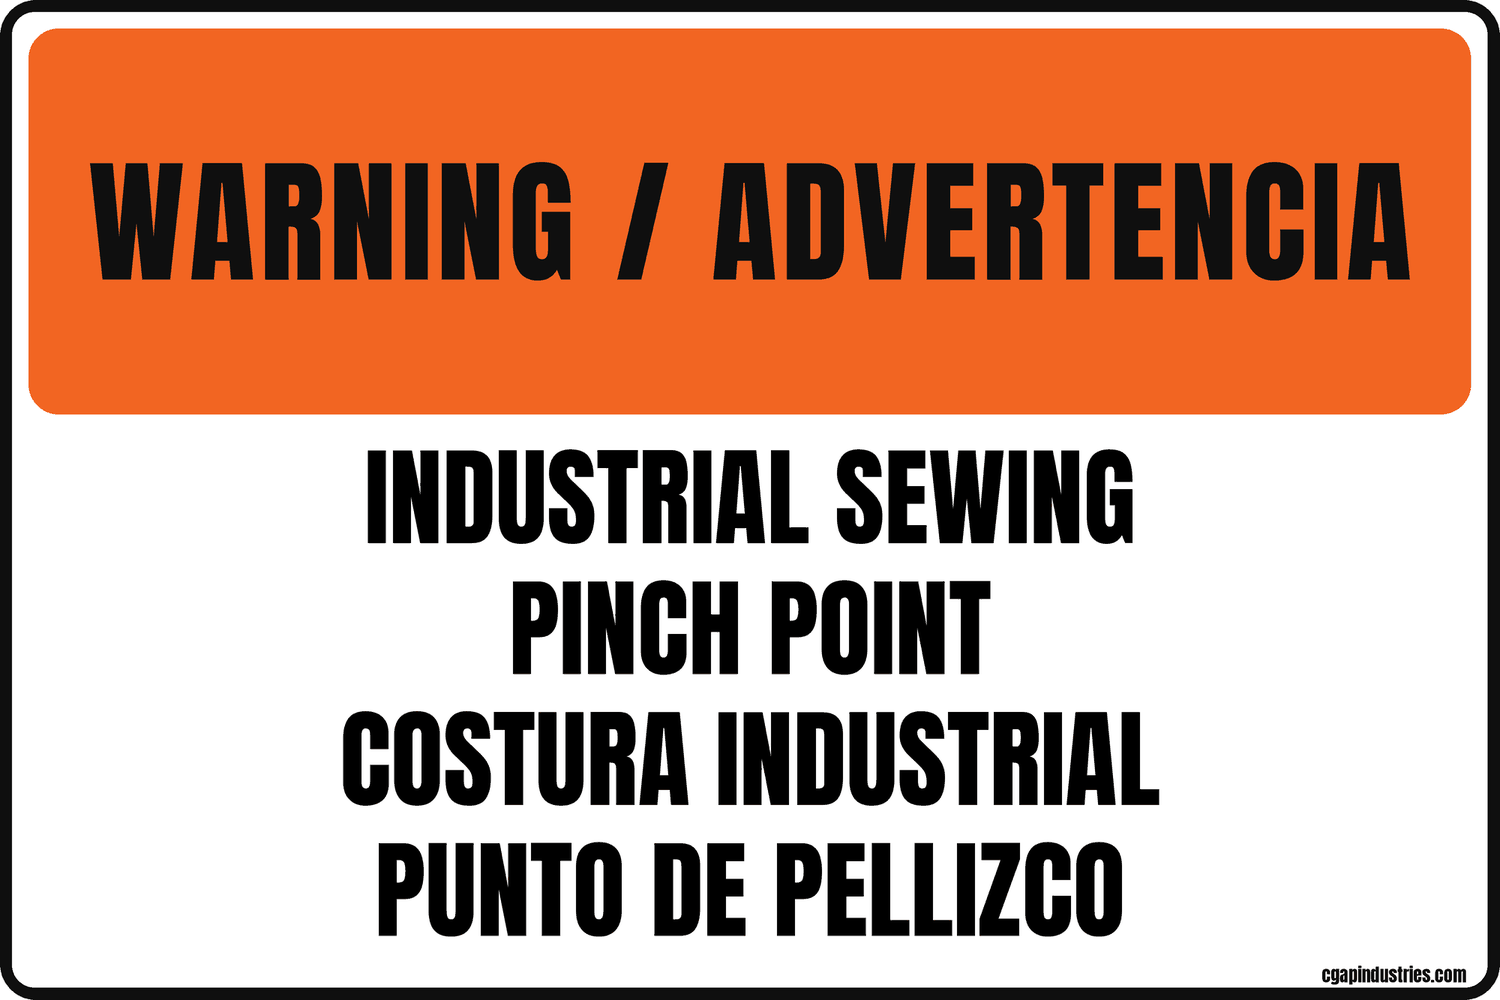 WARNING / ADVERTENCIA
INDUSTRIAL SEWING
PINCH POINT
COSTURA INDUSTRIAL
PUNTO DE PELLIZCO
cgapindustries.com